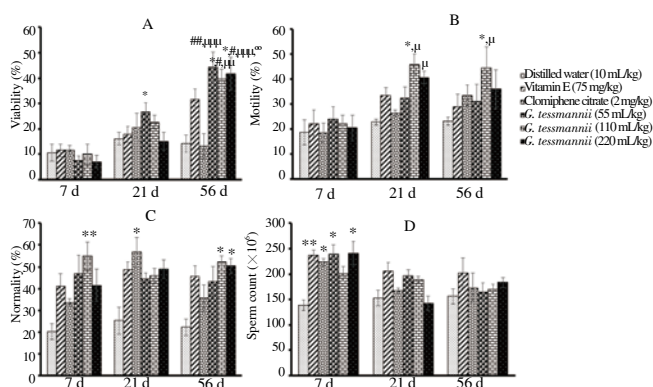 A
Viability (%)
60
50
40
30
20
10
0
*
##,μμμ
*,#,μμμ,∞
*#,μμ
7 d
21 d
56 d
B
Motility (%)
60
50
40
30
20
10
0
*,μ
μ
*,μ
7 d
21 d
56 d
Distilled water (10 mL/kg)
Vitamin E (75 mg/kg)
Clomiphene citrate (2 mg/kg)
G. tessmannii (55 mL/kg)
G. tessmannii (110 mL/kg)
G. tessmannii (220 mL/kg)
C
Normality (%)
70
60
50
40
30
20
10
0
**
*
*
*
7 d
21 d
56 d
D
Sperm count (×10⁶)
300
250
200
150
100
50
0
**
*
*
*
7 d
21 d
56 d